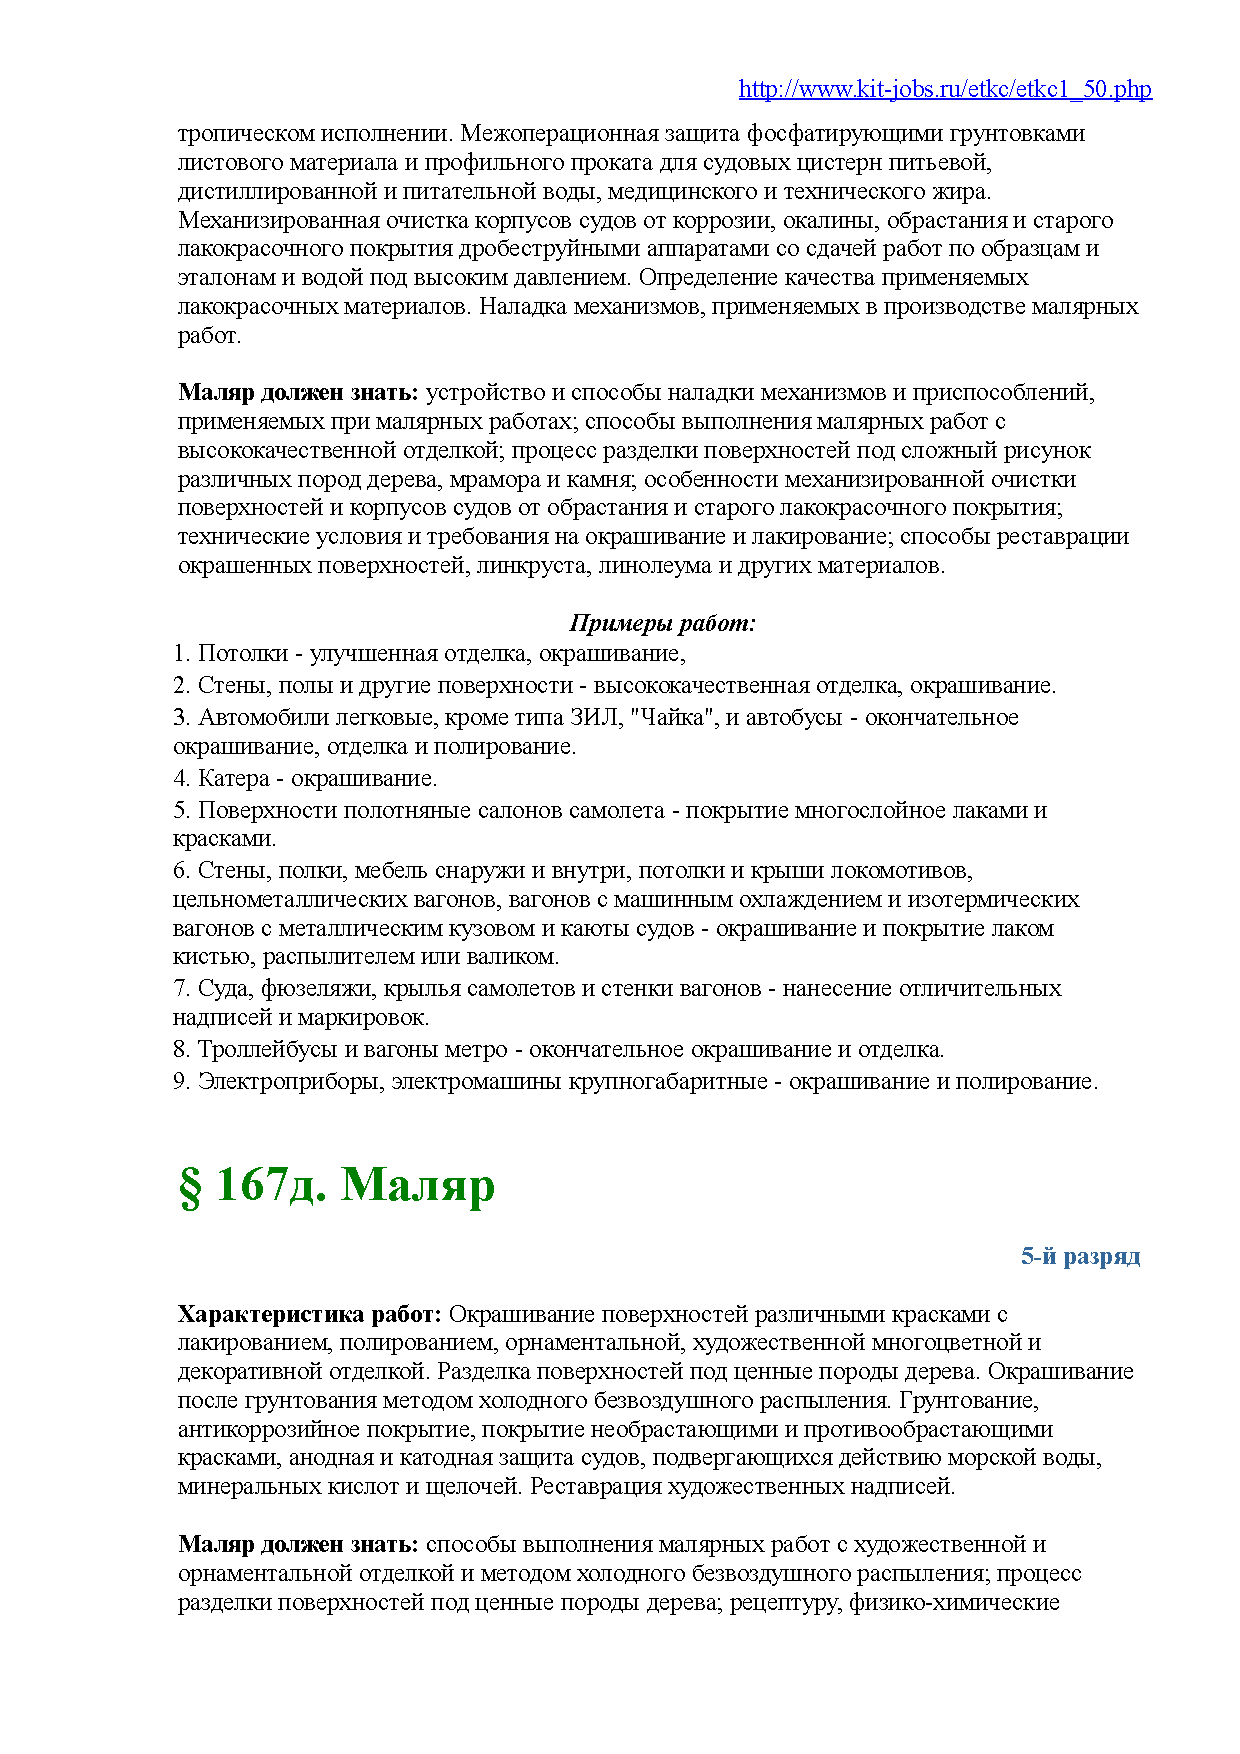 http://www.kit-jobs.ru/etkc/etkc1_50.php
тропическом исполнении. Межоперационная защита фосфатирующими грунтовками
листового материала и профильного проката для судовых цистерн питьевой,
дистиллированной и питательной воды, медицинского и технического жира.
Механизированная очистка корпусов судов от коррозии, окалины, обрастания и старого
лакокрасочного покрытия дробеструйными аппаратами со сдачей работ по образцам и
эталонам и водой под высоким давлением. Определение качества применяемых
лакокрасочных материалов. Наладка механизмов, применяемых в производстве малярных
работ.
Маляр должен знать: устройство и способы наладки механизмов и приспособлений,
применяемых при малярных работах; способы выполнения малярных работ с
высококачественной отделкой; процесс разделки поверхностей под сложный рисунок
различных пород дерева, мрамора и камня; особенности механизированной очистки
поверхностей и корпусов судов от обрастания и старого лакокрасочного покрытия;
технические условия и требования на окрашивание и лакирование; способы реставрации
окрашенных поверхностей, линкруста, линолеума и других материалов.
Примеры работ:
1. Потолки - улучшенная отделка, окрашивание,
2. Стены, полы и другие поверхности - высококачественная отделка, окрашивание.
3. Автомобили легковые, кроме типа ЗИЛ, "Чайка", и автобусы - окончательное
окрашивание, отделка и полирование.
4. Катера - окрашивание.
5. Поверхности полотняные салонов самолета - покрытие многослойное лаками и
красками.
6. Стены, полки, мебель снаружи и внутри, потолки и крыши локомотивов,
цельнометаллических вагонов, вагонов с машинным охлаждением и изотермических
вагонов с металлическим кузовом и каюты судов - окрашивание и покрытие лаком
кистью, распылителем или валиком.
7. Суда, фюзеляжи, крылья самолетов и стенки вагонов - нанесение отличительных
надписей и маркировок.
8. Троллейбусы и вагоны метро - окончательное окрашивание и отделка.
9. Электроприборы, электромашины крупногабаритные - окрашивание и полирование.
§ 167д. Маляр
5-й разряд
Характеристика работ: Окрашивание поверхностей различными красками с
лакированием, полированием, орнаментальной, художественной многоцветной и
декоративной отделкой. Разделка поверхностей под ценные породы дерева. Окрашивание
после грунтования методом холодного безвоздушного распыления. Грунтование,
антикоррозийное покрытие, покрытие необрастающими и противообрастающими
красками, анодная и катодная защита судов, подвергающихся действию морской воды,
минеральных кислот и щелочей. Реставрация художественных надписей.
Маляр должен знать: способы выполнения малярных работ с художественной и
орнаментальной отделкой и методом холодного безвоздушного распыления; процесс
разделки поверхностей под ценные породы дерева; рецептуру, физико-химические